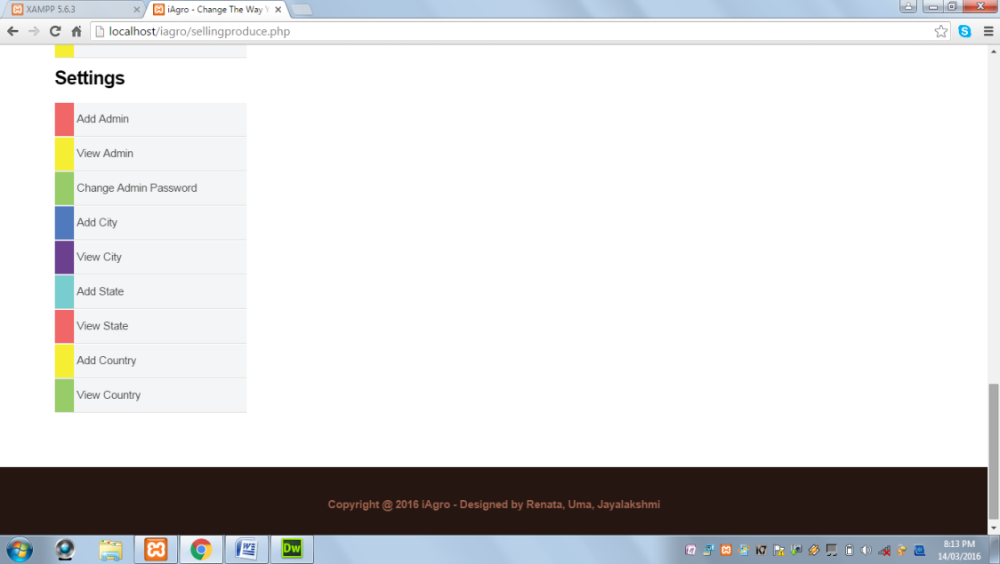 XAMPP 5.6.3
iAgro - Change The Way Y
localhost/iagro/sellingproduce.php
Settings
Add Admin
View Admin
Change Admin Password
Add City
View City
Add State
View State
Add Country
View Country
Copyright @ 2016 iAgro - Designed by Renata, Uma, Jayalakshmi
Dw
K7
8:13 PM
14/03/2016